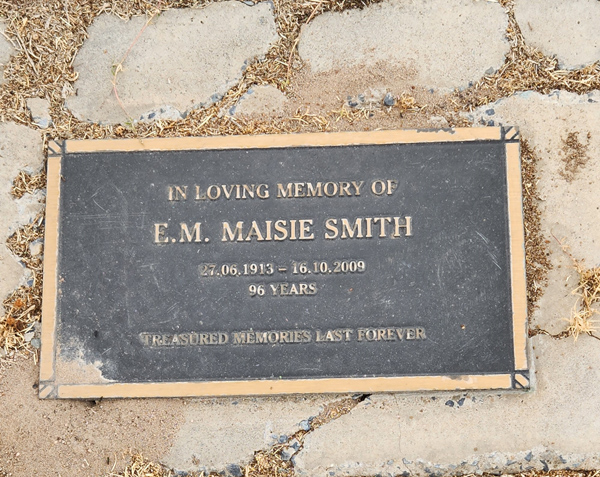 IN LOVING MEMORY OF
E.M. MAISIE SMITH
27.06.1913 – 16.10.2009
96 YEARS
TREASURED MEMORIES LAST FOREVER